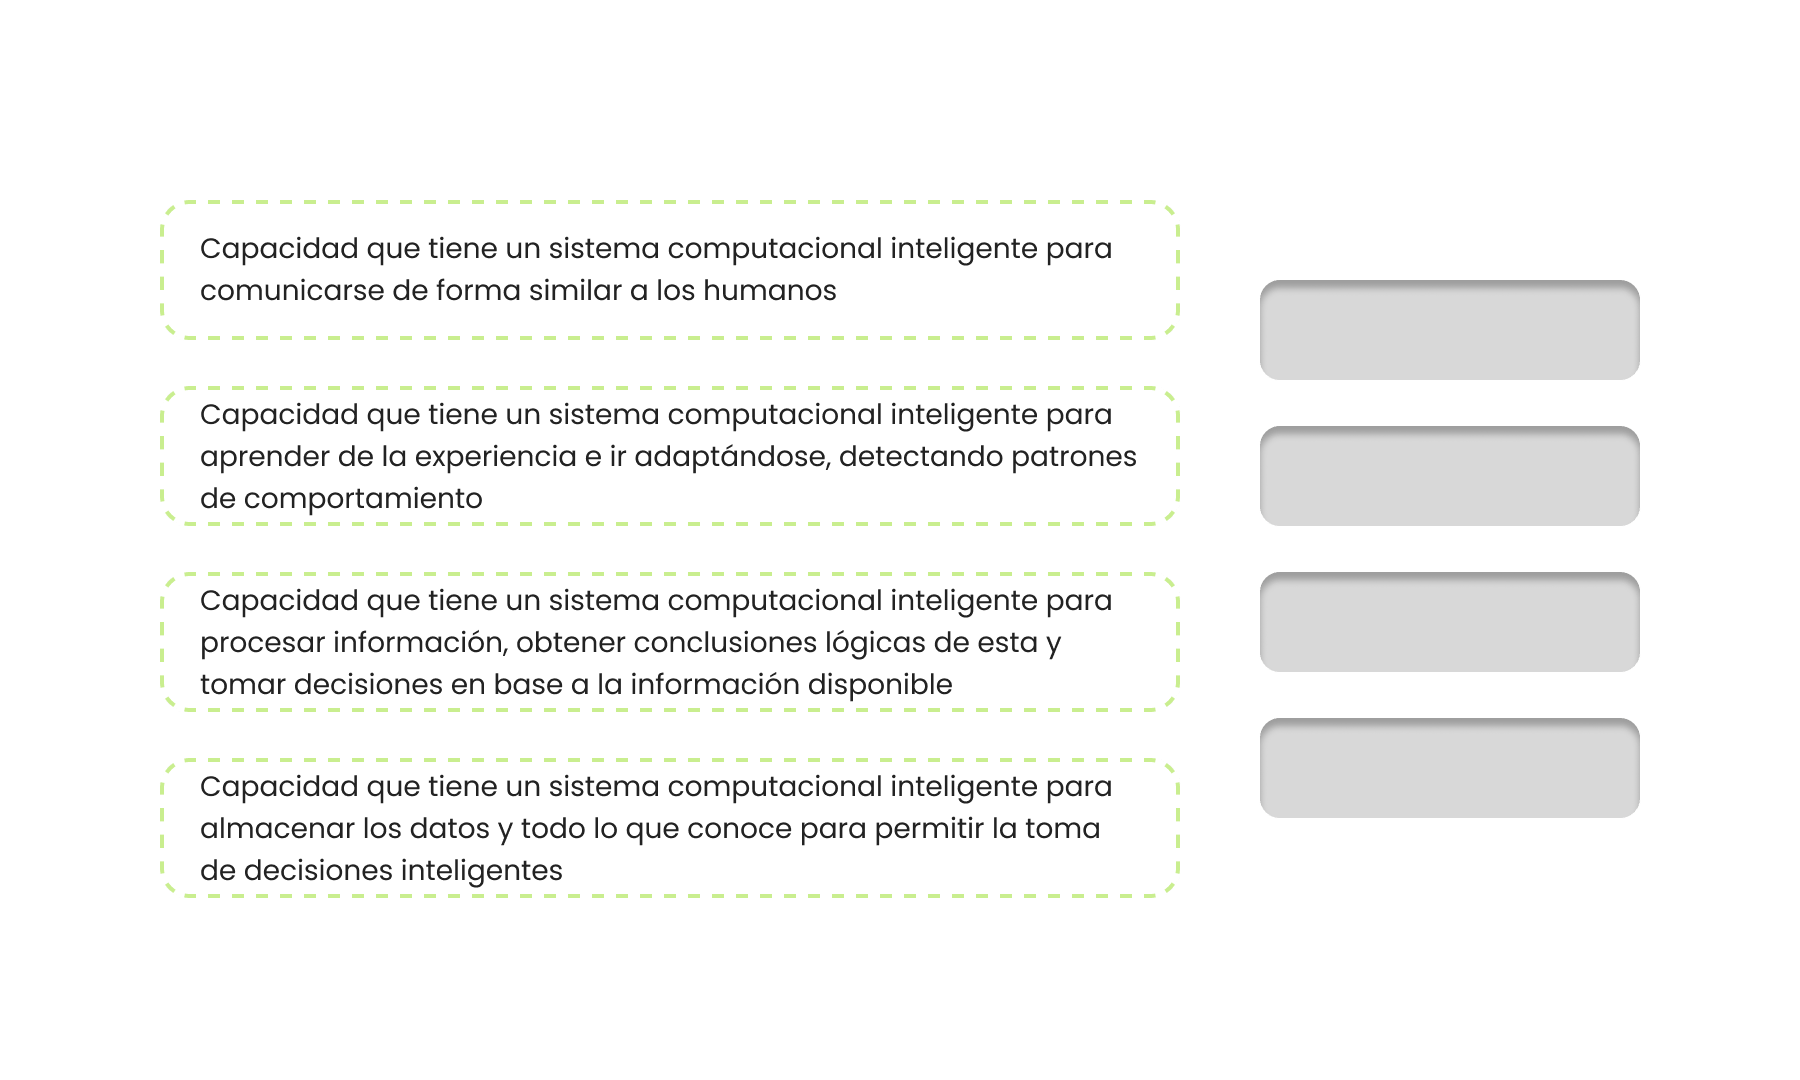 Capacidad que tiene un sistema computacional inteligente para
comunicarse de forma similar a los humanos
Capacidad que tiene un sistema computacional inteligente para
aprender de la experiencia e ir adaptándose, detectando patrones
de comportamiento
Capacidad que tiene un sistema computacional inteligente para
procesar información, obtener conclusiones lógicas de esta y
tomar decisiones en base a la información disponible
Capacidad que tiene un sistema computacional inteligente para
almacenar los datos y todo lo que conoce para permitir la toma
de decisiones inteligentes